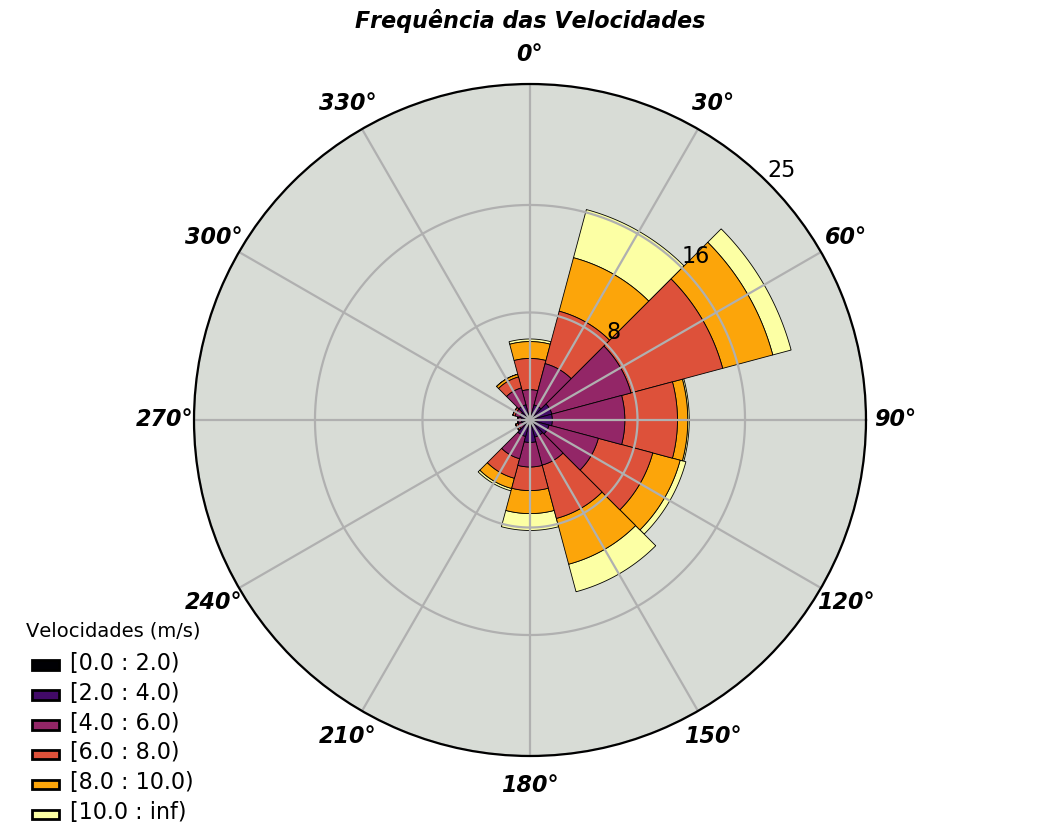 Frequência das Velocidades
0°
330°
30°
25
300°
60°
16
8
270°
90°
240°
120°
210°
150°
180°
Velocidades (m/s)
[0.0 : 2.0)
[2.0 : 4.0)
[4.0 : 6.0)
[6.0 : 8.0)
[8.0 : 10.0)
[10.0 : inf)